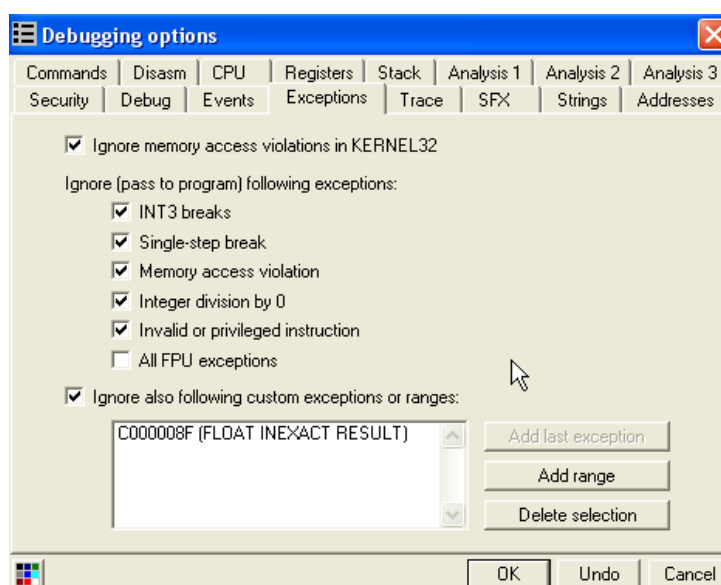 Debugging options
Commands Disasm CPU Registers Stack Analysis 1 Analysis 2 Analysis 3
Security Debug Events Exceptions Trace SFX Strings Addresses
Ignore memory access violations in KERNEL32
Ignore (pass to program) following exceptions:
INT3 breaks
Single-step break
Memory access violation
Integer division by 0
Invalid or privileged instruction
All FPU exceptions
Ignore also following custom exceptions or ranges:
C000008F (FLOAT INEXACT RESULT)
Add last exception
Add range
Delete selection
OK Undo Cancel